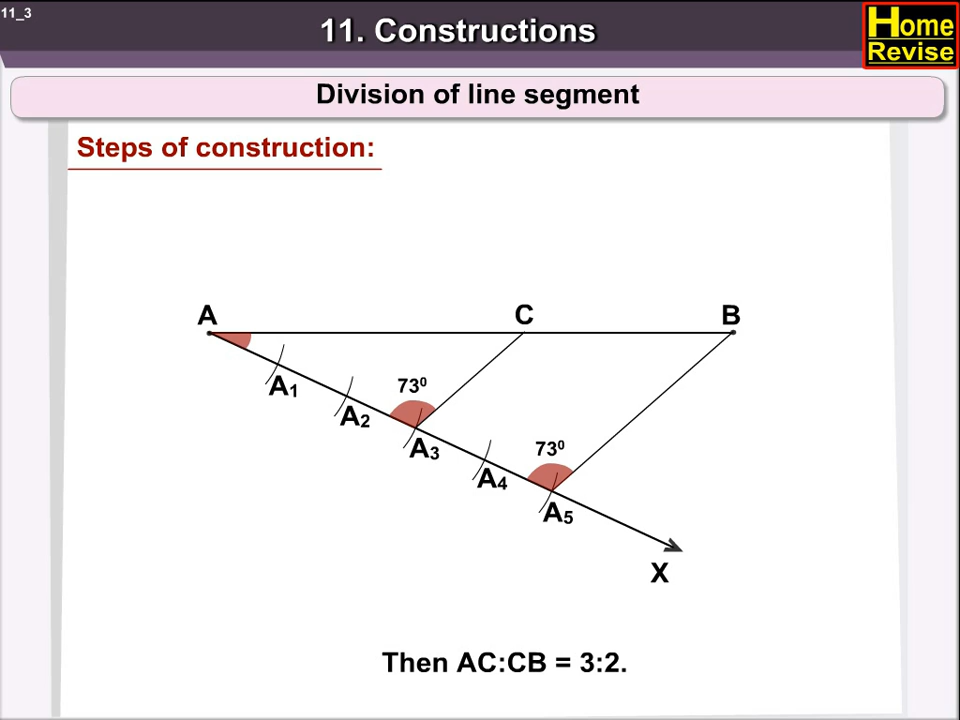 11_3
11. Constructions
Home
Revise
Division of line segment
Steps of construction:
A
C
B
A1
73⁰
A2
A3
73⁰
A4
A5
X
Then AC:CB = 3:2.